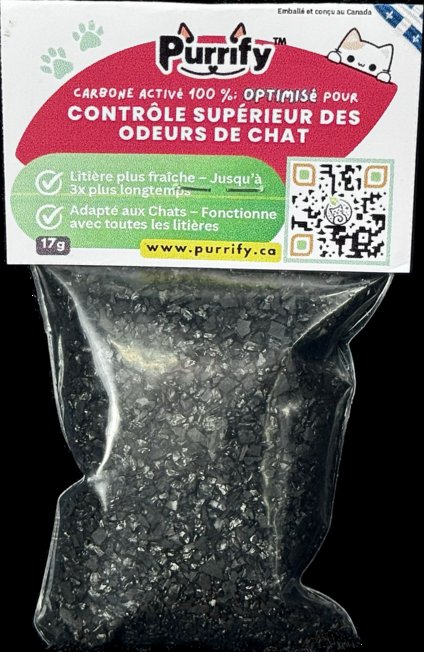 Emballé et conçu au Canada
Purrify™
CARBONE ACTIVé 100 %: OPTIMISé POUR
CONTRÔLE SUPÉRIEUR DES
ODEURS DE CHAT
Litière plus fraîche – Jusqu'à
3x plus longtemps
Adapté aux Chats – Fonctionne
avec toutes les litières
17g
www.purrify.ca